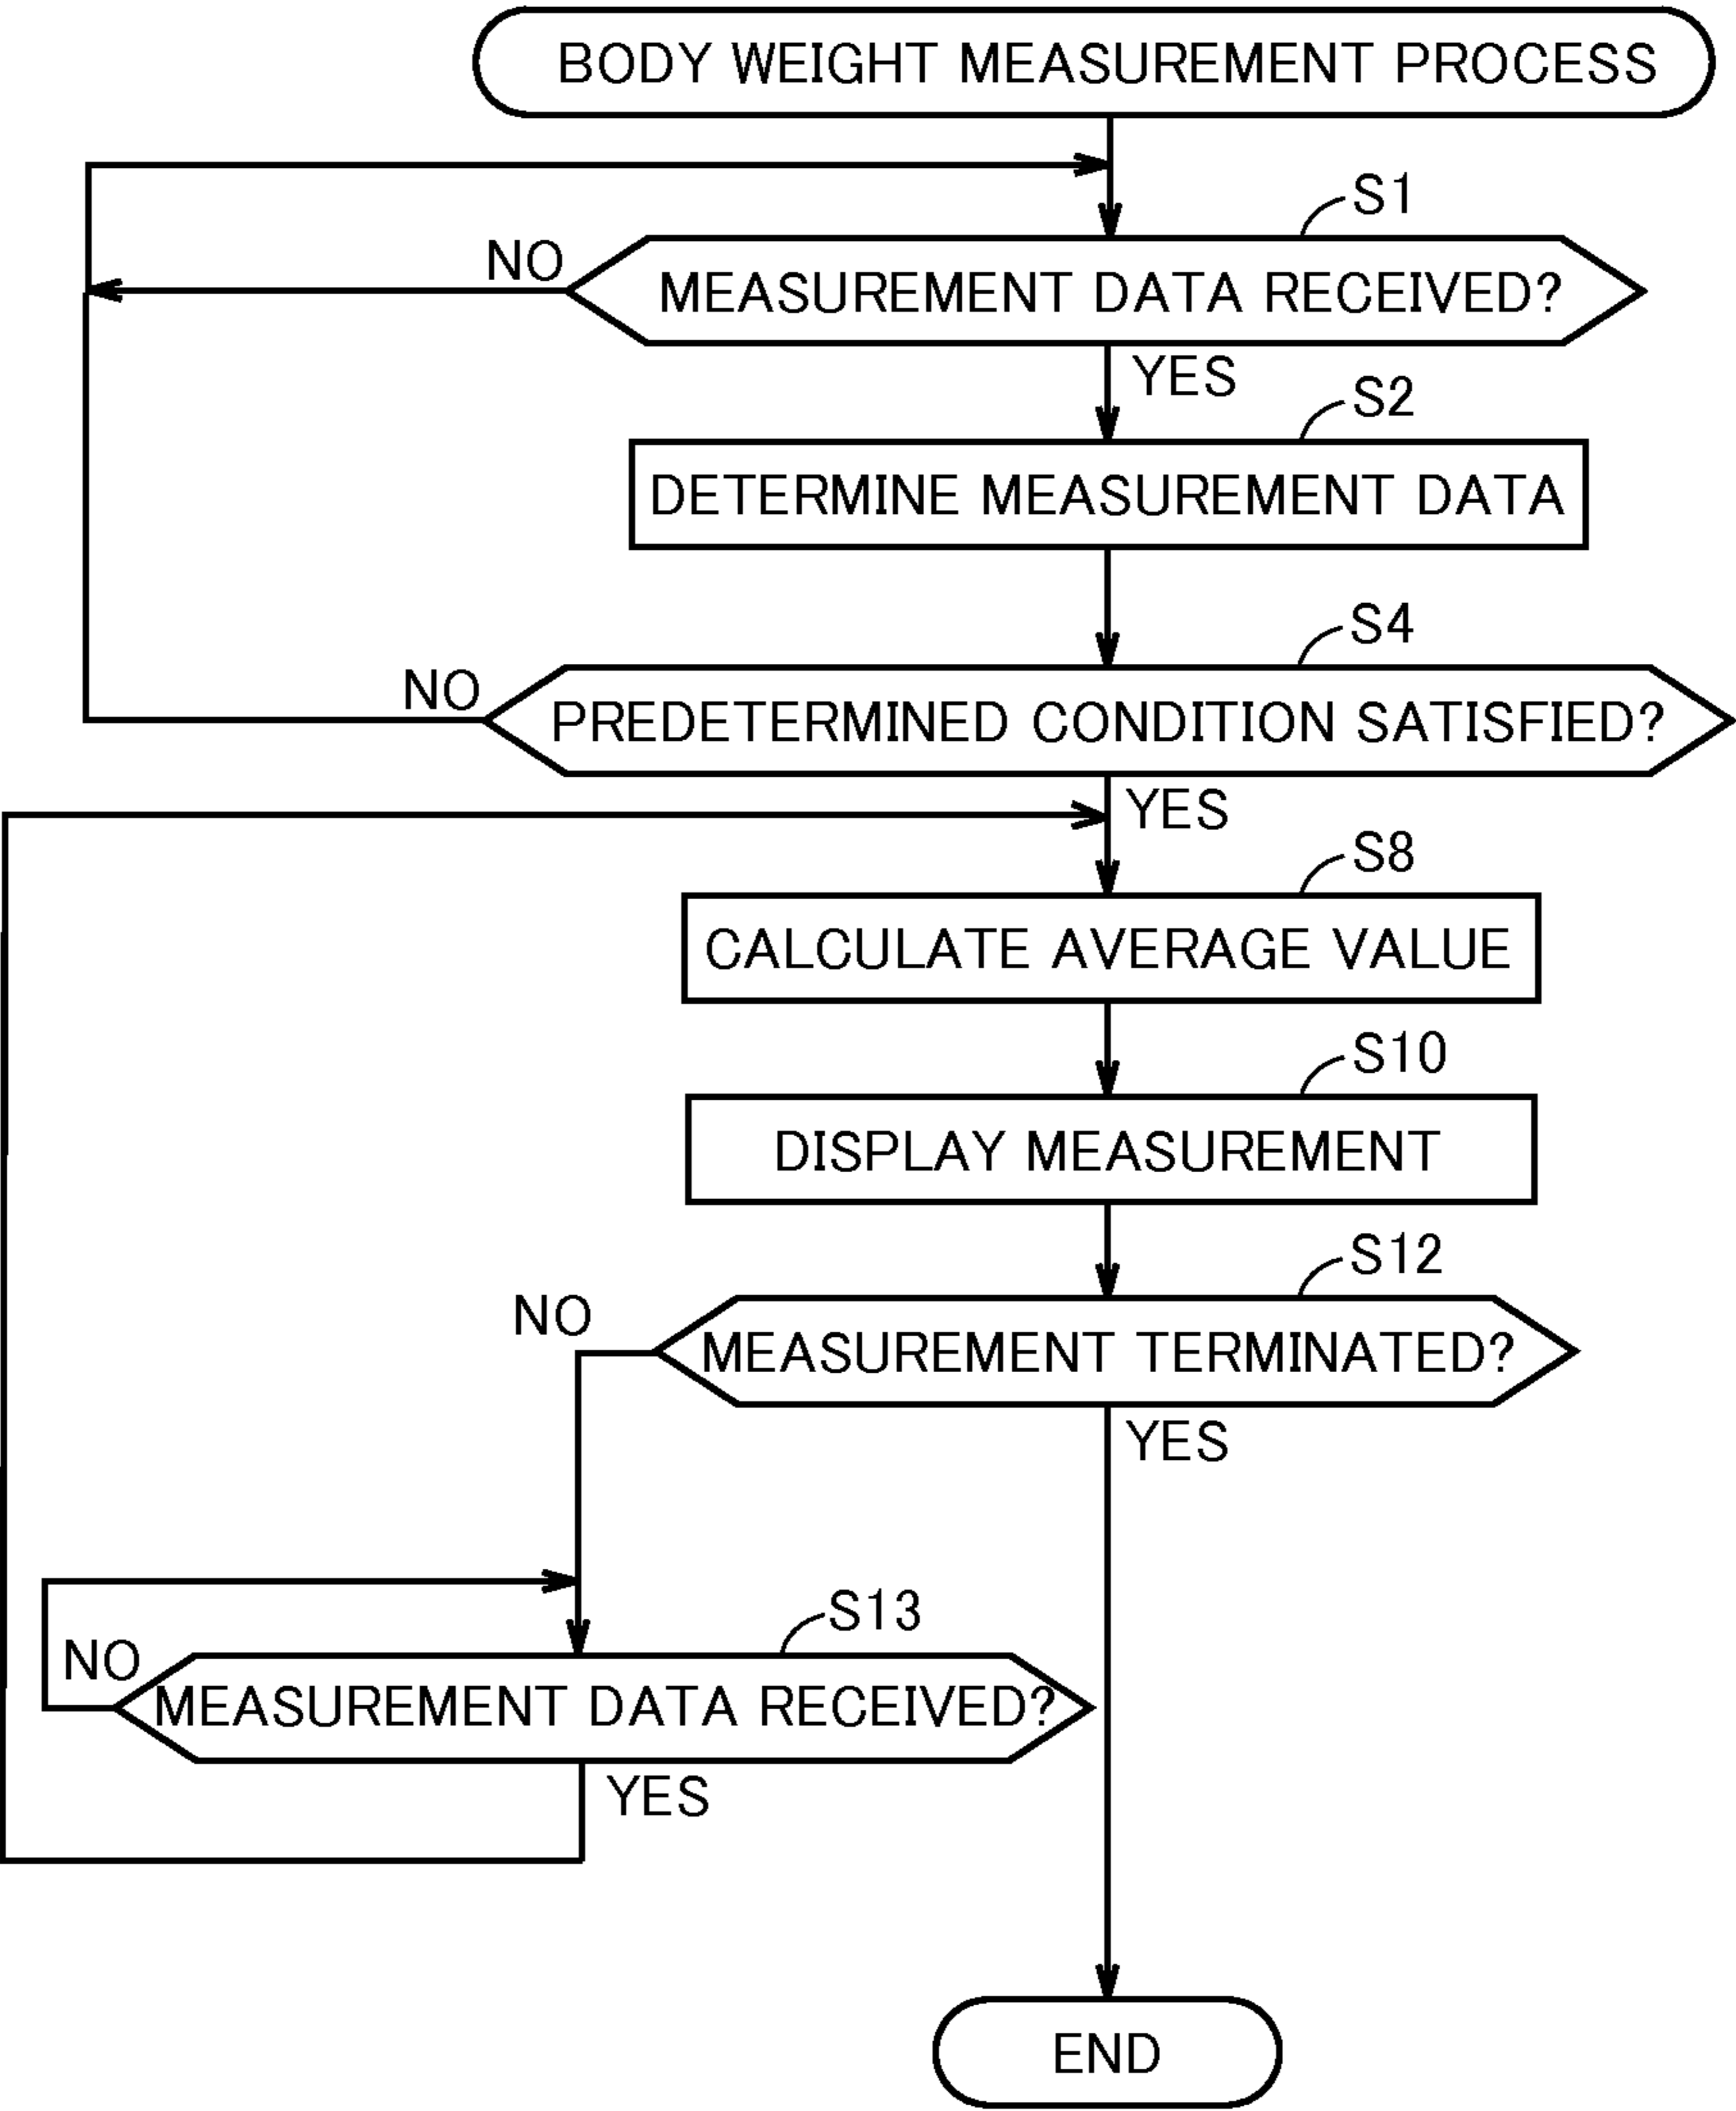 BODY WEIGHT MEASUREMENT PROCESS
S1
NO
MEASUREMENT DATA RECEIVED?
YES
S2
DETERMINE MEASUREMENT DATA
S4
NO
PREDETERMINED CONDITION SATISFIED?
YES
S8
CALCULATE AVERAGE VALUE
S10
DISPLAY MEASUREMENT
S12
NO
MEASUREMENT TERMINATED?
YES
S13
NO
MEASUREMENT DATA RECEIVED?
YES
END